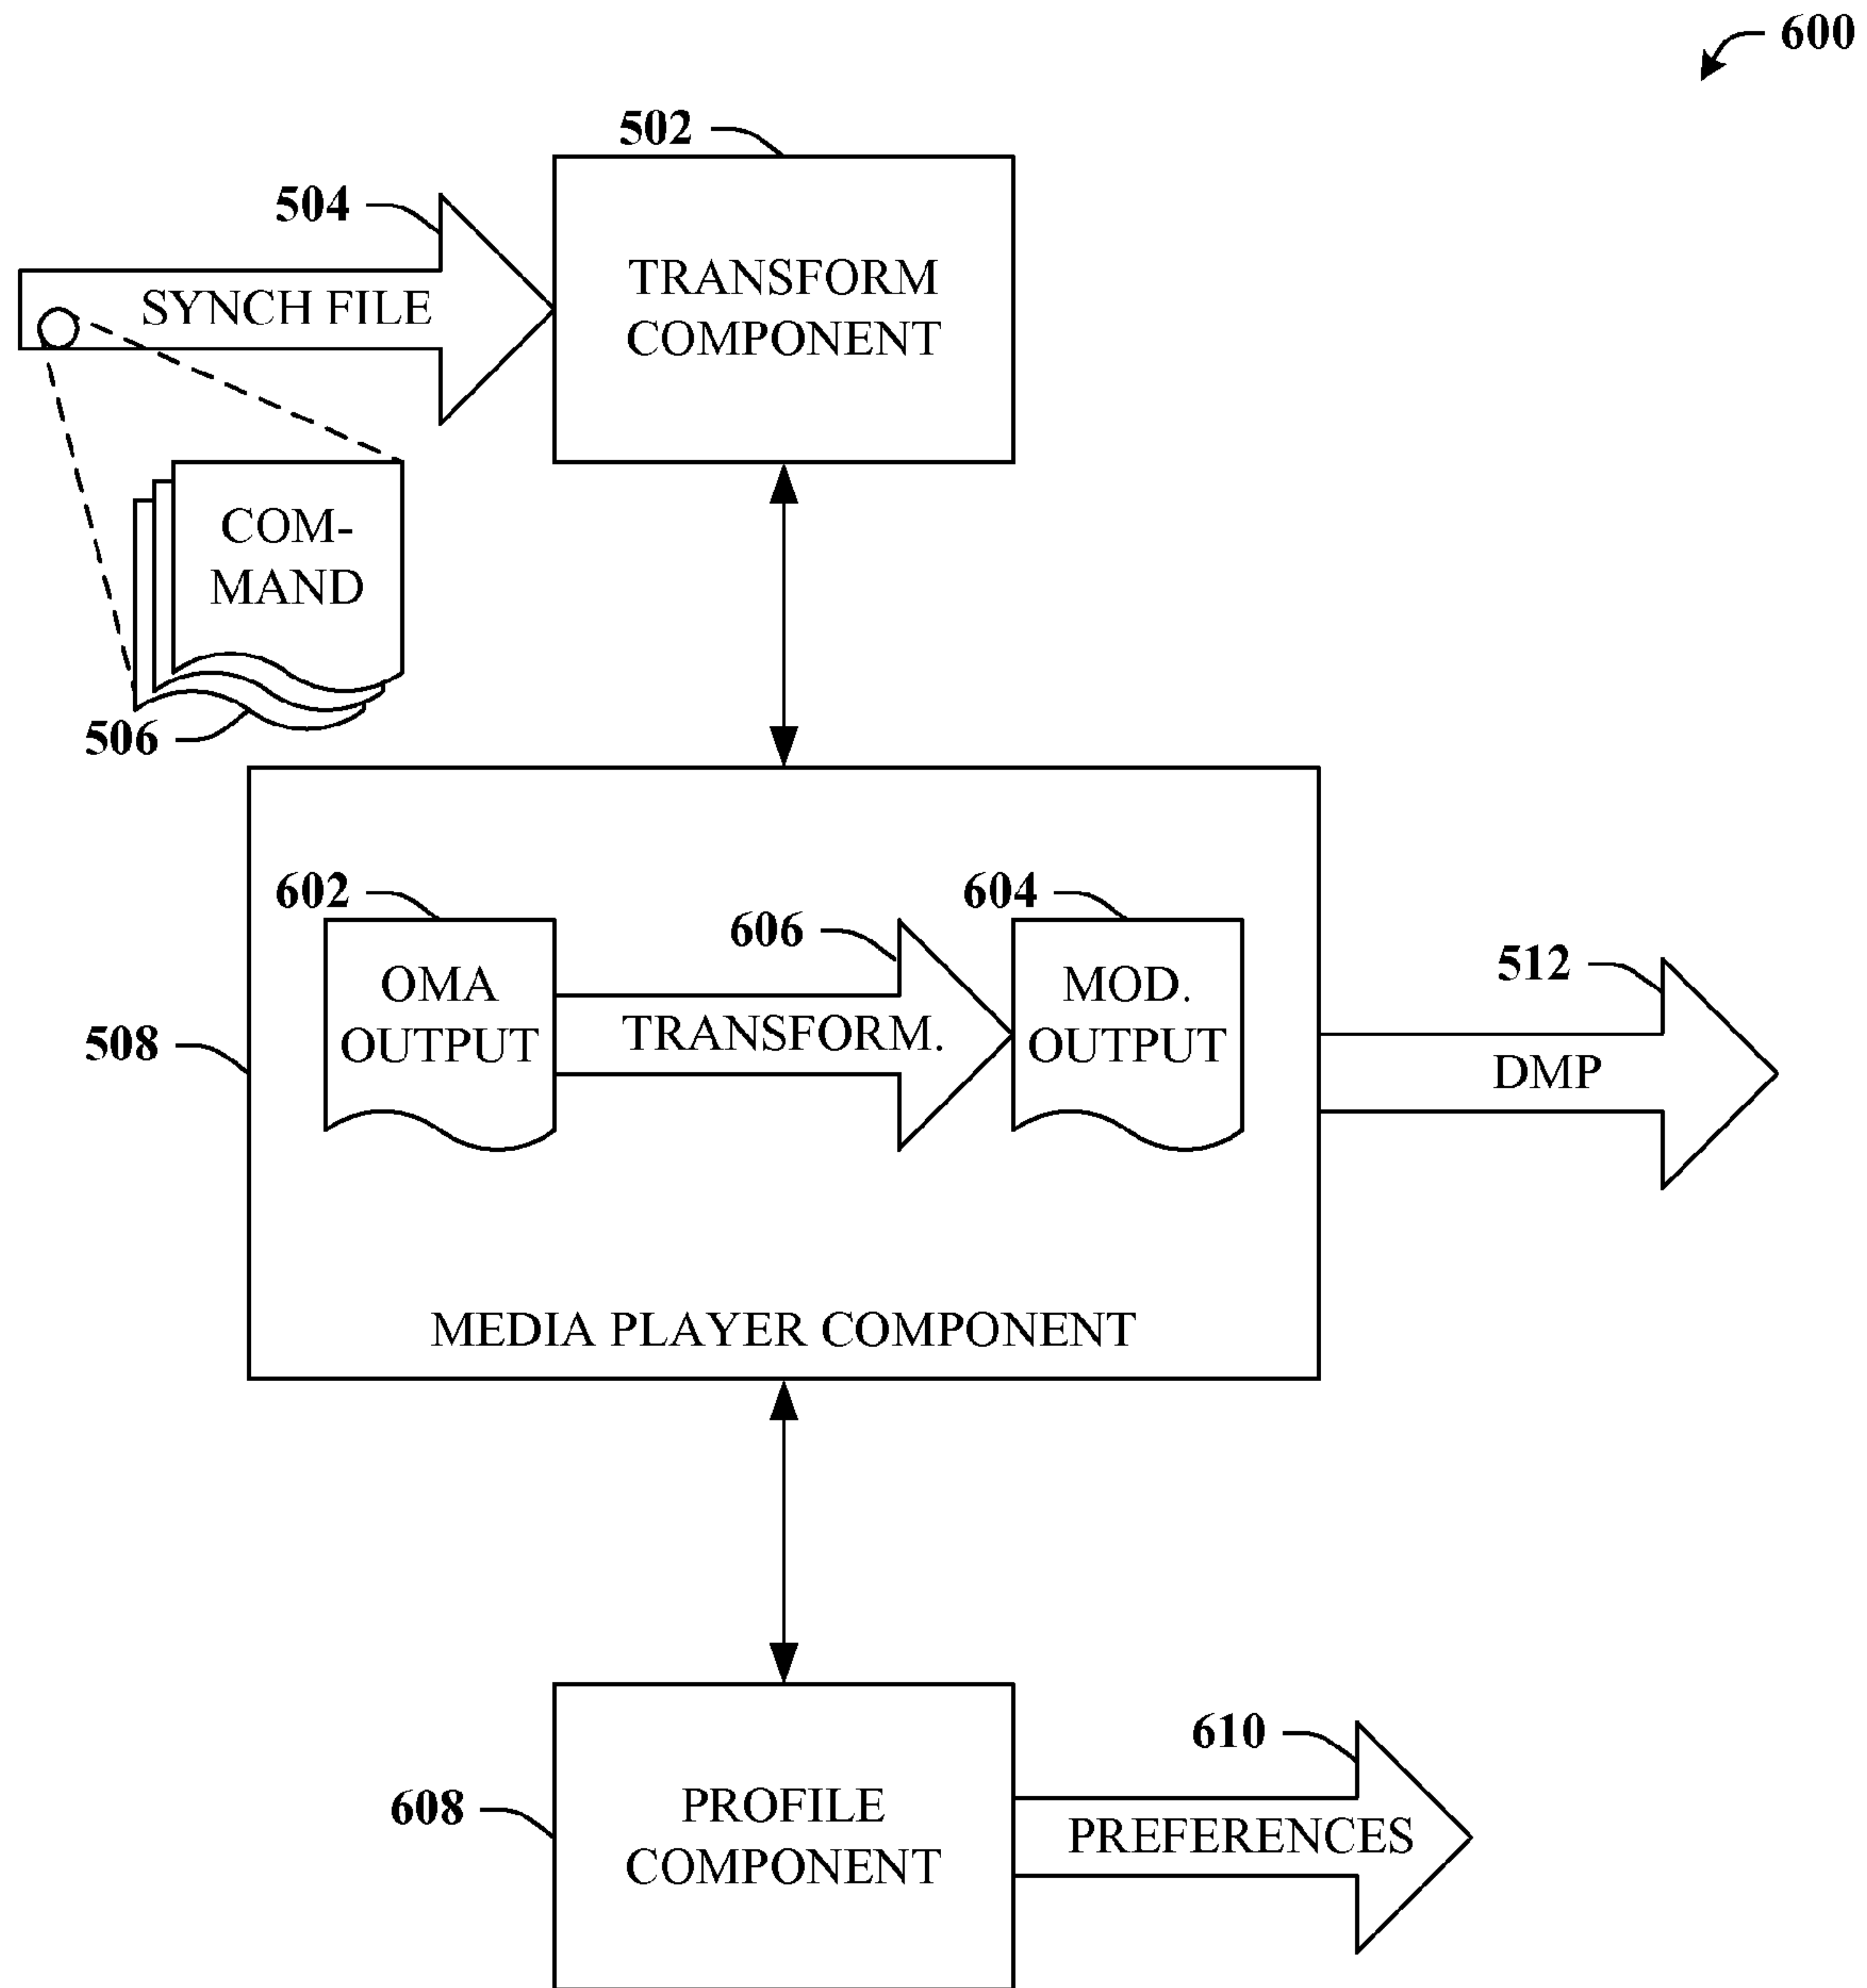 600
502
504
TRANSFORM
COMPONENT
SYNCH FILE
COM-
MAND
506
602
604
606
OMA
OUTPUT
TRANSFORM.
MOD.
OUTPUT
512
508
DMP
MEDIA PLAYER COMPONENT
610
608
PROFILE
COMPONENT
PREFERENCES